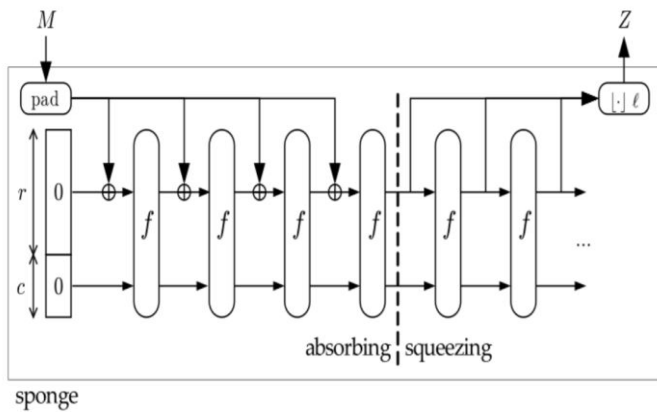 M Z
pad ⌊·⌋ ℓ
r 0 f f f f f f
...
c 0
absorbing squeezing
sponge